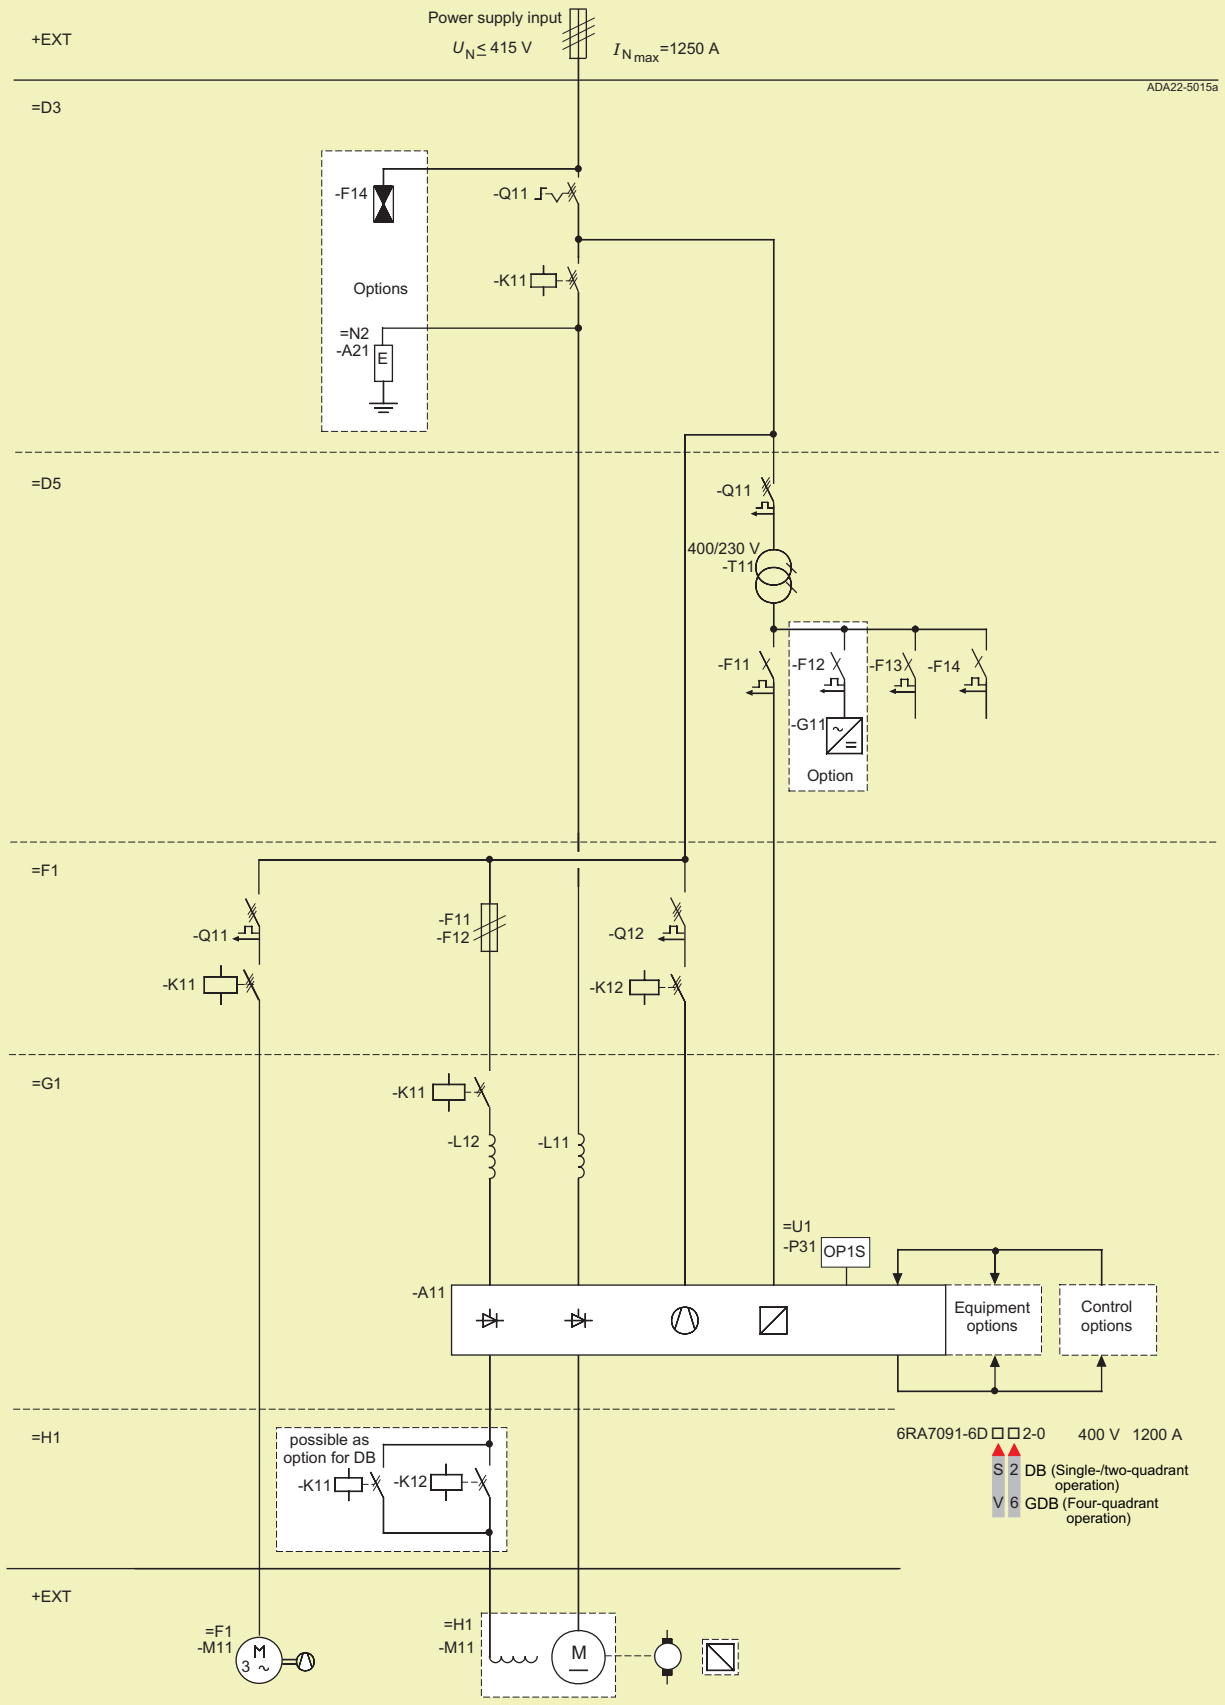 Power supply input
+EXT
U_N ≤ 415 V
I_N max=1250 A
ADA22-5015a
=D3
-F14
-Q11
-K11
Options
=N2
-A21
E
=D5
-Q11
400/230 V
-T11
-F11
-F12
-F13
-F14
-G11
~
=
Option
=F1
-F11
-F12
-Q11
-Q12
-K11
-K12
=G1
-K11
-L12
-L11
=U1
-P31
OP1S
-A11
Equipment
options
Control
options
=H1
possible as
option for DB
-K11
-K12
6RA7091-6D□□2-0 400 V 1200 A
S 2 DB (Single-/two-quadrant
operation)
V 6 GDB (Four-quadrant
operation)
+EXT
=F1
-M11
M
3 ~
=H1
-M11
M